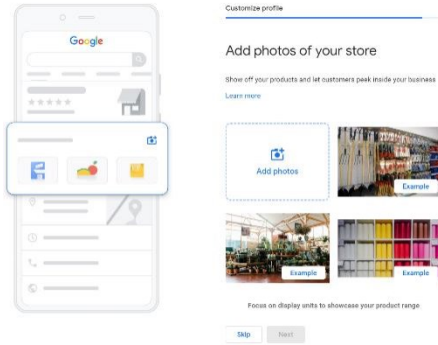 Google
Customize profile
Add photos of your store
Show off your products and let customers peek inside your business
Learn more
Add photos
Example
Example
Example
Focus on display units to showcase your product range
Skip
Next